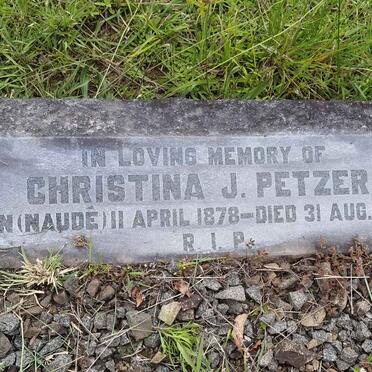 IN LOVING MEMORY OF
CHRISTINA J. PETZER
N (NAUDÉ) 11 APRIL 1878–DIED 31 AUG.
R. I. P.